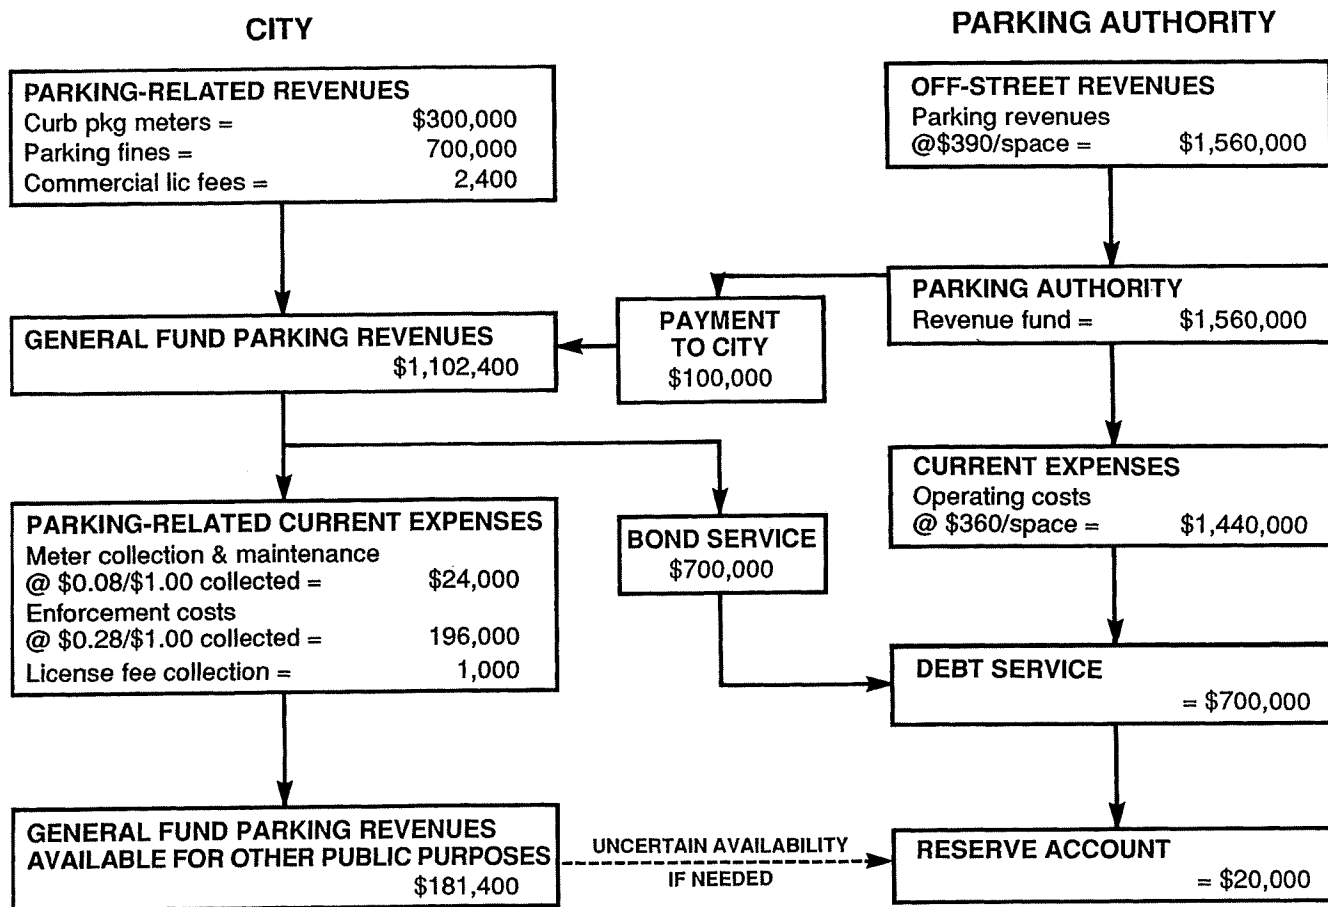 CITY
PARKING-RELATED REVENUES
Curb pkg meters = $300,000
Parking fines = 700,000
Commercial lic fees = 2,400
GENERAL FUND PARKING REVENUES
$1,102,400
PARKING-RELATED CURRENT EXPENSES
Meter collection & maintenance
@ $0.08/$1.00 collected = $24,000
Enforcement costs
@ $0.28/$1.00 collected = 196,000
License fee collection = 1,000
GENERAL FUND PARKING REVENUES
AVAILABLE FOR OTHER PUBLIC PURPOSES
$181,400
PAYMENT
TO CITY
$100,000
BOND SERVICE
$700,000
UNCERTAIN AVAILABILITY
IF NEEDED
PARKING AUTHORITY
OFF-STREET REVENUES
Parking revenues
@$390/space = $1,560,000
PARKING AUTHORITY
Revenue fund = $1,560,000
CURRENT EXPENSES
Operating costs
@ $360/space = $1,440,000
DEBT SERVICE
= $700,000
RESERVE ACCOUNT
= $20,000